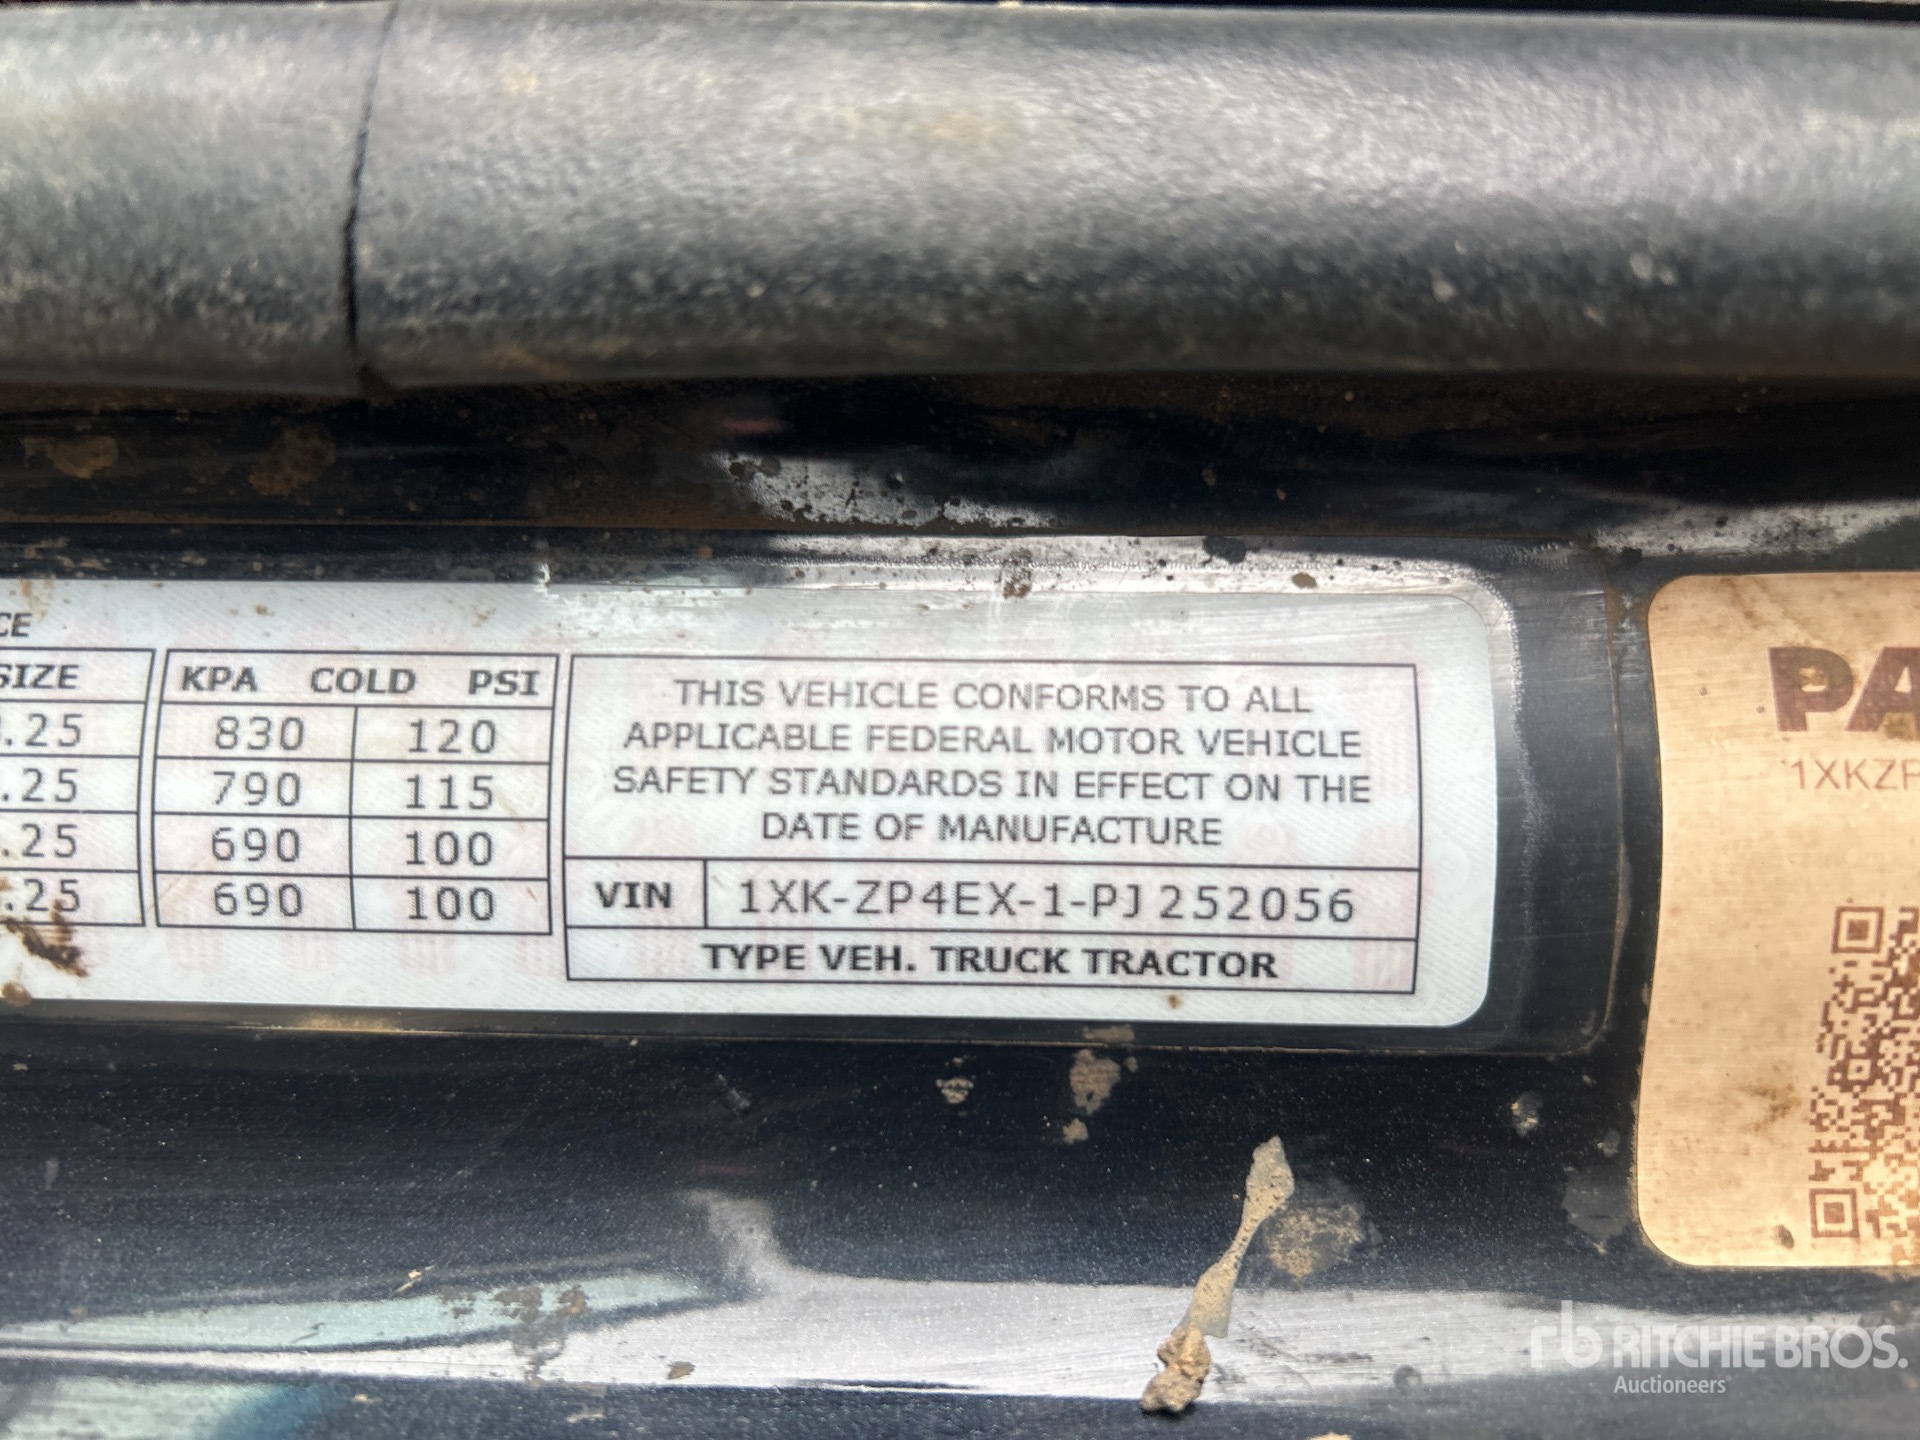 CE
SIZE
KPA COLD PSI
.25 830 120
.25 790 115
.25 690 100
.25 690 100
THIS VEHICLE CONFORMS TO ALL
APPLICABLE FEDERAL MOTOR VEHICLE
SAFETY STANDARDS IN EFFECT ON THE
DATE OF MANUFACTURE
VIN 1XK-ZP4EX-1-PJ252056
TYPE VEH. TRUCK TRACTOR
PA
1XKZP
rb RITCHIE BROS.
Auctioneers